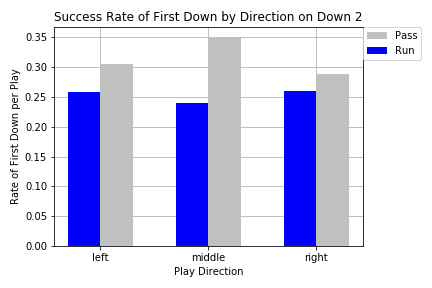 Success Rate of First Down by Direction on Down 2
Pass
Run
Rate of First Down per Play
0.35
0.30
0.25
0.20
0.15
0.10
0.05
0.00
left middle right
Play Direction